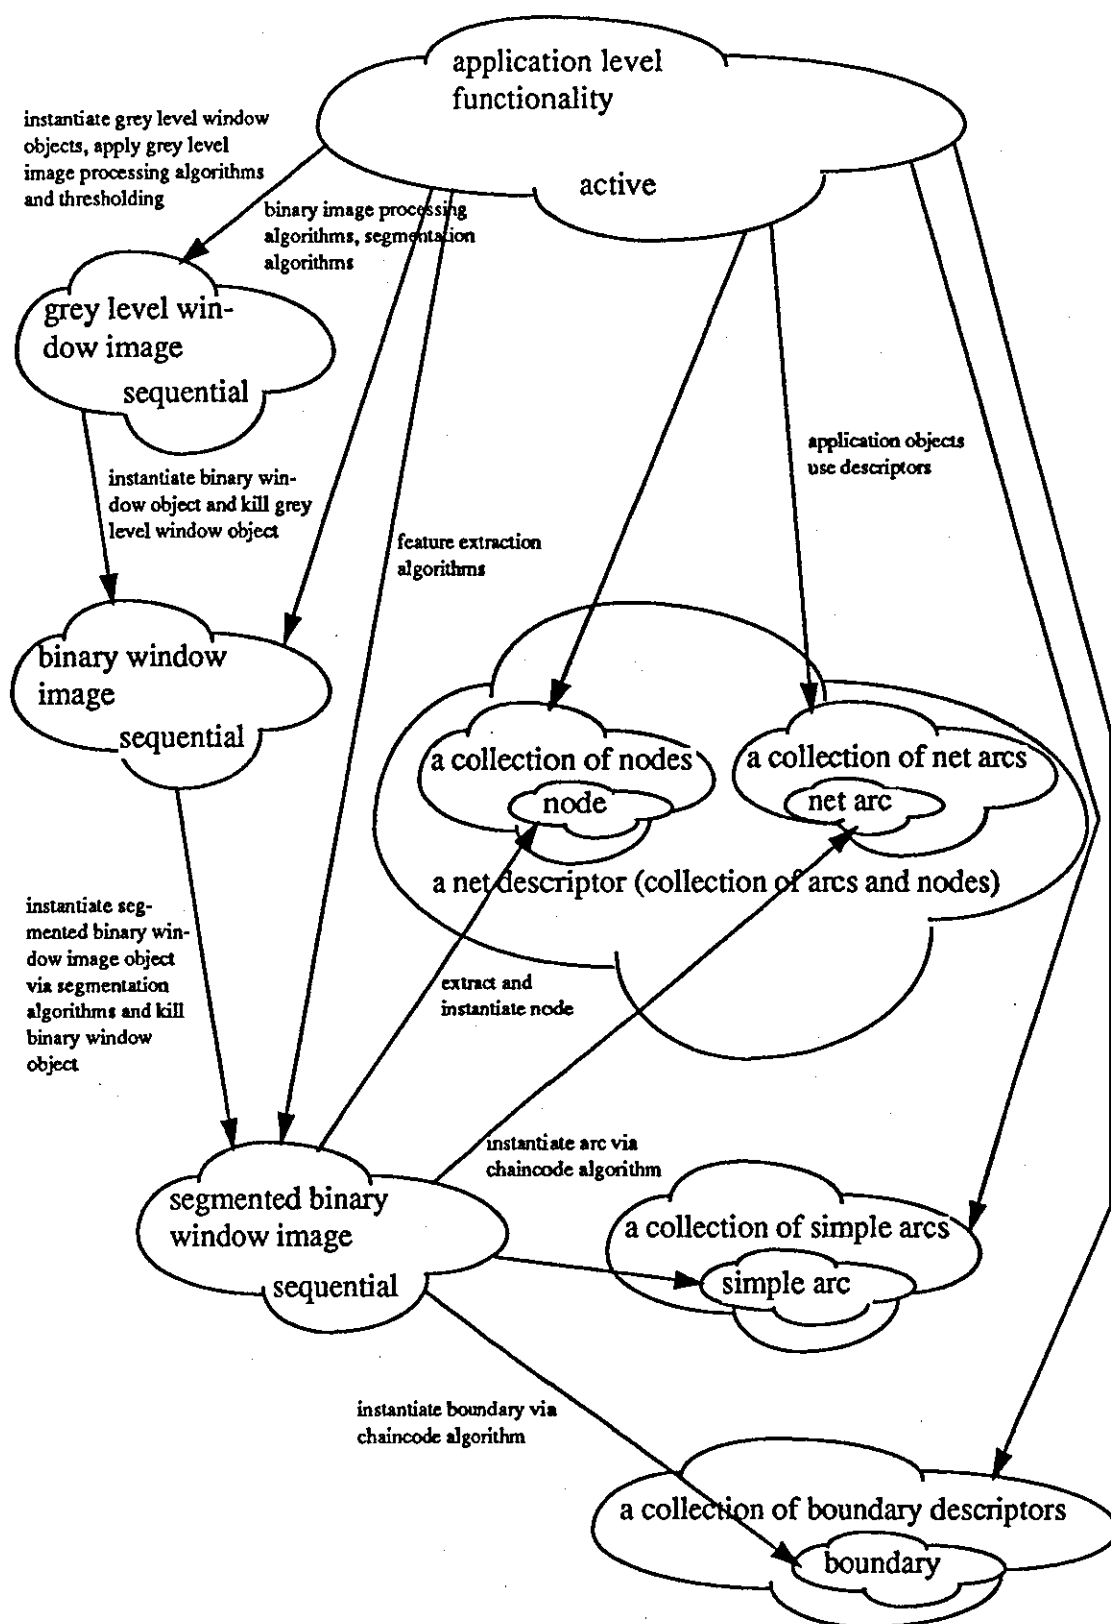 application level
functionality
active
instantiate grey level window
objects, apply grey level
image processing algorithms
and thresholding
binary image processing
algorithms, segmentation
algorithms
grey level win-
dow image
sequential
application objects
use descriptors
instantiate binary win-
dow object and kill grey
level window object
feature extraction
algorithms
binary window
image
sequential
a collection of nodes
node
a collection of net arcs
net arc
a net descriptor (collection of arcs and nodes)
instantiate seg-
mented binary win-
dow image object
via segmentation
algorithms and kill
binary window
object
extract and
instantiate node
instantiate arc via
chaincode algorithm
segmented binary
window image
sequential
a collection of simple arcs
simple arc
instantiate boundary via
chaincode algorithm
a collection of boundary descriptors
boundary